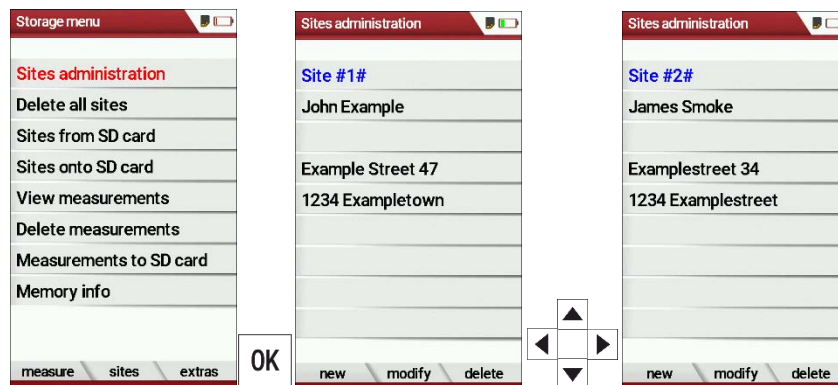 Storage menu
Sites administration
Delete all sites
Sites from SD card
Sites onto SD card
View measurements
Delete measurements
Measurements to SD card
Memory info
measure sites extras
OK
Sites administration
Site #1#
John Example
Example Street 47
1234 Exampletown
new modify delete
Sites administration
Site #2#
James Smoke
Examplestreet 34
1234 Examplestreet
new modify delete